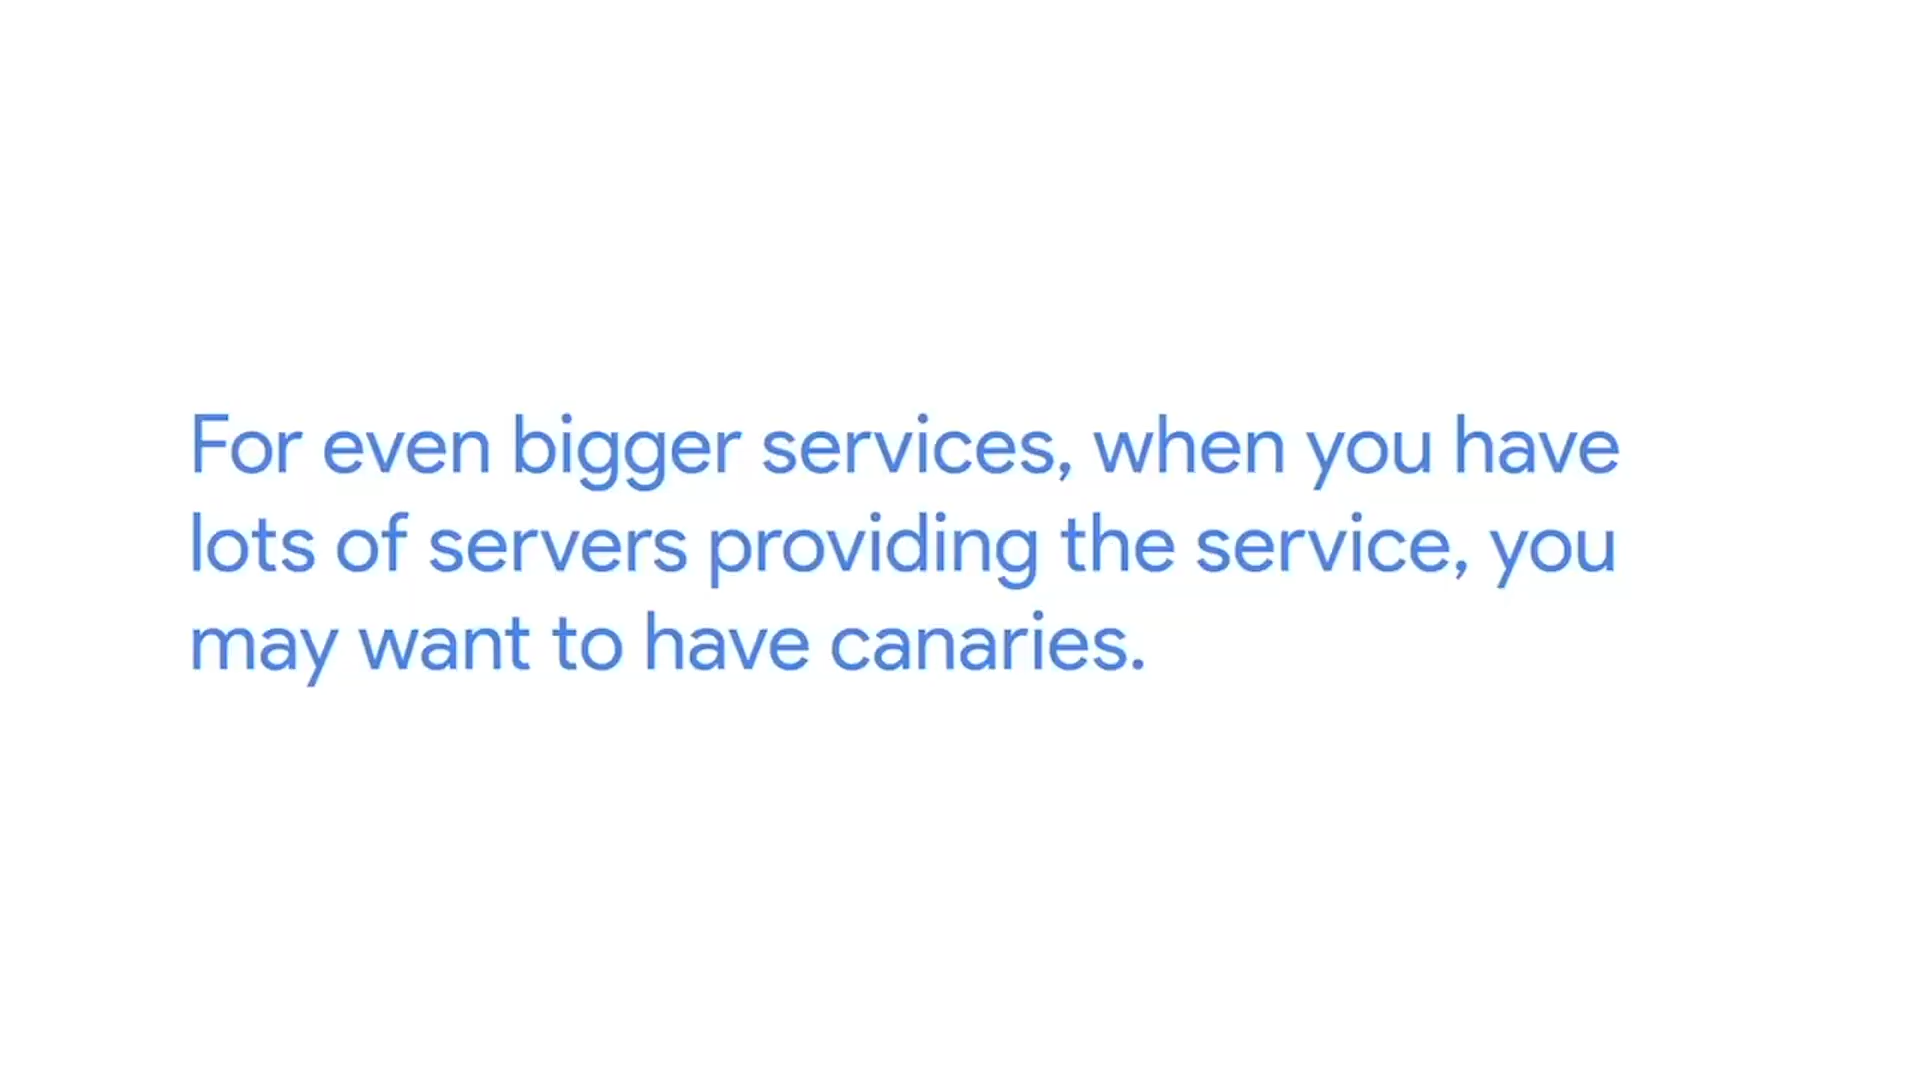 For even bigger services, when you have
lots of servers providing the service, you
may want to have canaries.